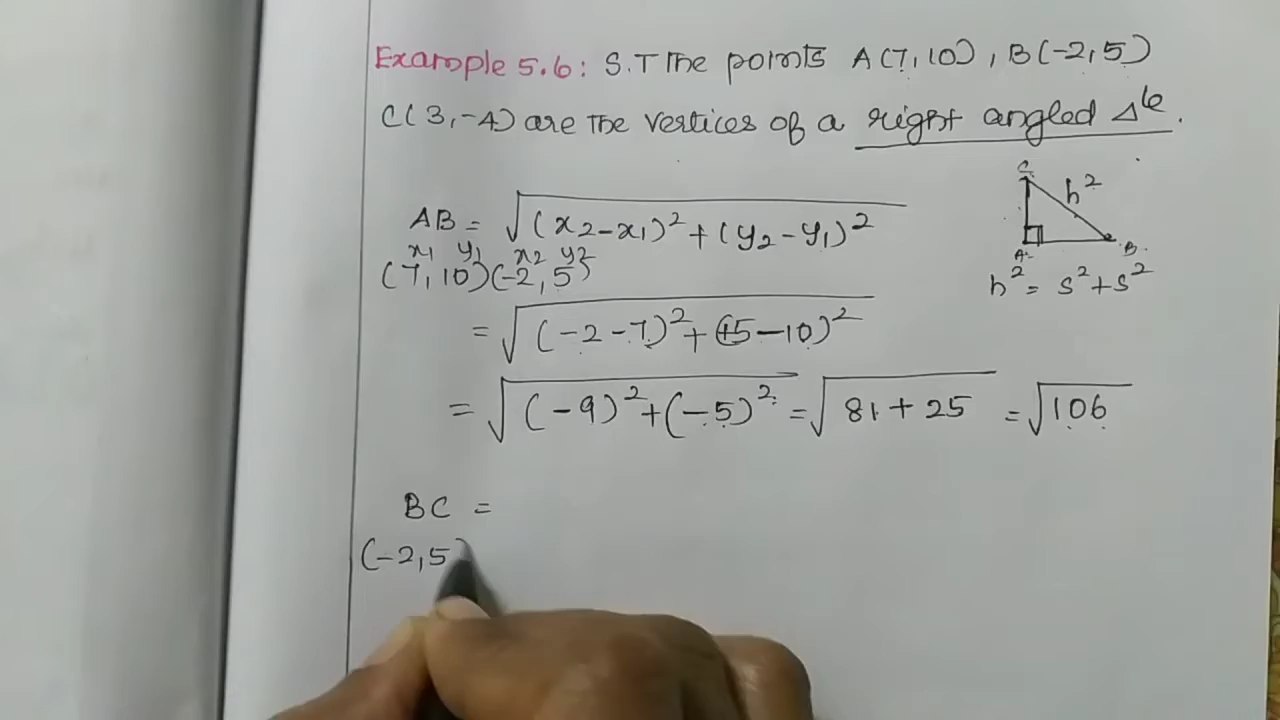 Example 5.6: S.T The points A(7,10), B(-2,5)
C(3,-4) are the vertices of a right angled Δle.
C
h²
A B
h² = s²+s²
AB = √(x2-x1)²+(y2-y1)²
x1 y1 x2 y2
(7,10)(-2,5)
= √(-2-7)²+(+5-10)²
= √(-9)²+(-5)² = √81+25 = √106
BC =
(-2,5)